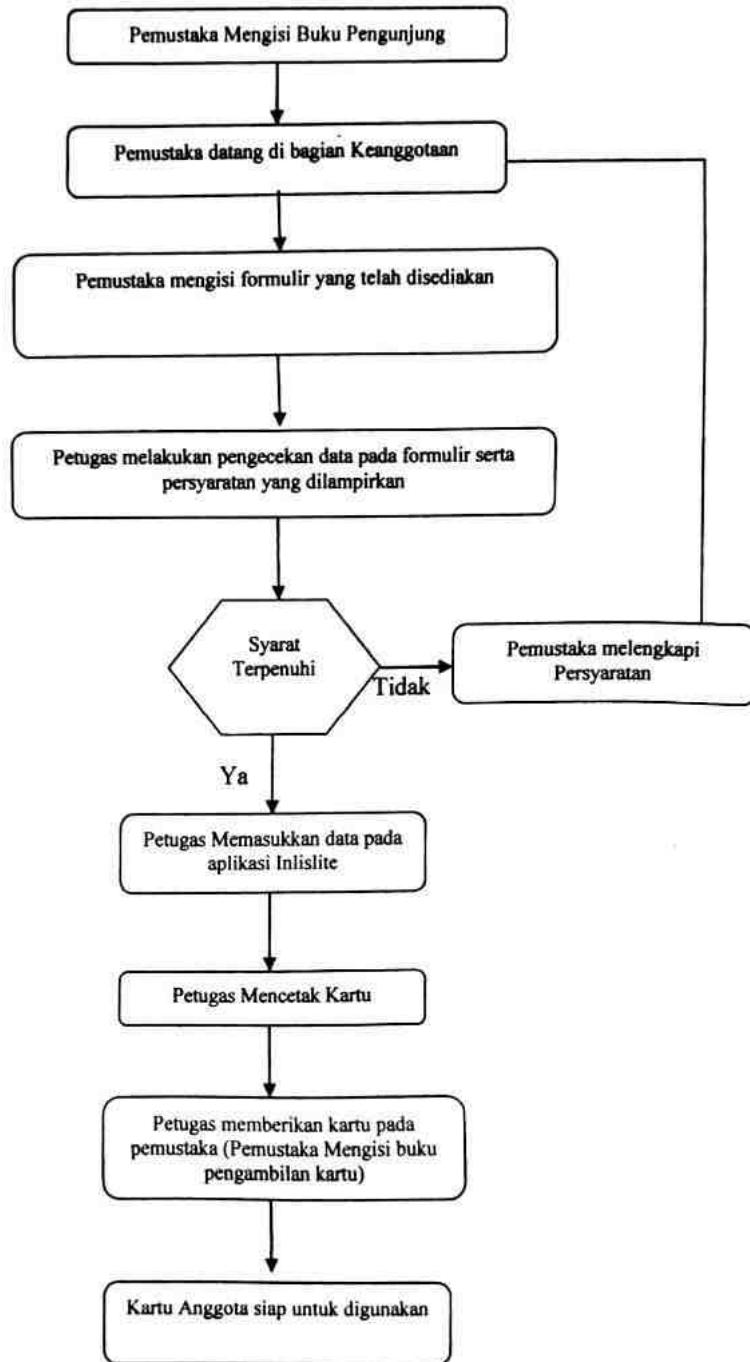 Pemustaka Mengisi Buku Pengunjung
Pemustaka datang di bagian Keanggotaan
Pemustaka mengisi formulir yang telah disediakan
Petugas melakukan pengecekan data pada formulir serta
persyaratan yang dilampirkan
Syarat
Terpenuhi
Tidak
Pemustaka melengkapi
Persyaratan
Ya
Petugas Memasukkan data pada
aplikasi Inlislite
Petugas Mencetak Kartu
Petugas memberikan kartu pada
pemustaka (Pemustaka Mengisi buku
pengambilan kartu)
Kartu Anggota siap untuk digunakan